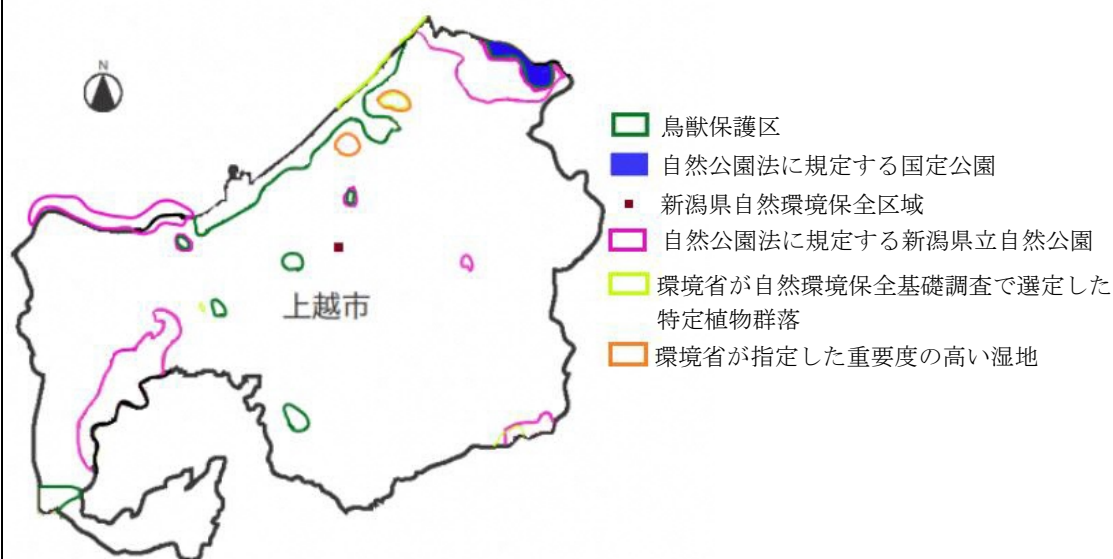 N
鳥獣保護区
自然公園法に規定する国定公園
新潟県自然環境保全区域
自然公園法に規定する新潟県立自然公園
環境省が自然環境保全基礎調査で選定した
特定植物群落
環境省が指定した重要度の高い湿地
上越市